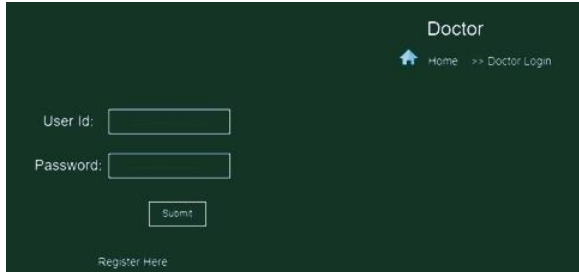 Doctor
Home >> Doctor Login
User Id:
Password:
Submit
Register Here